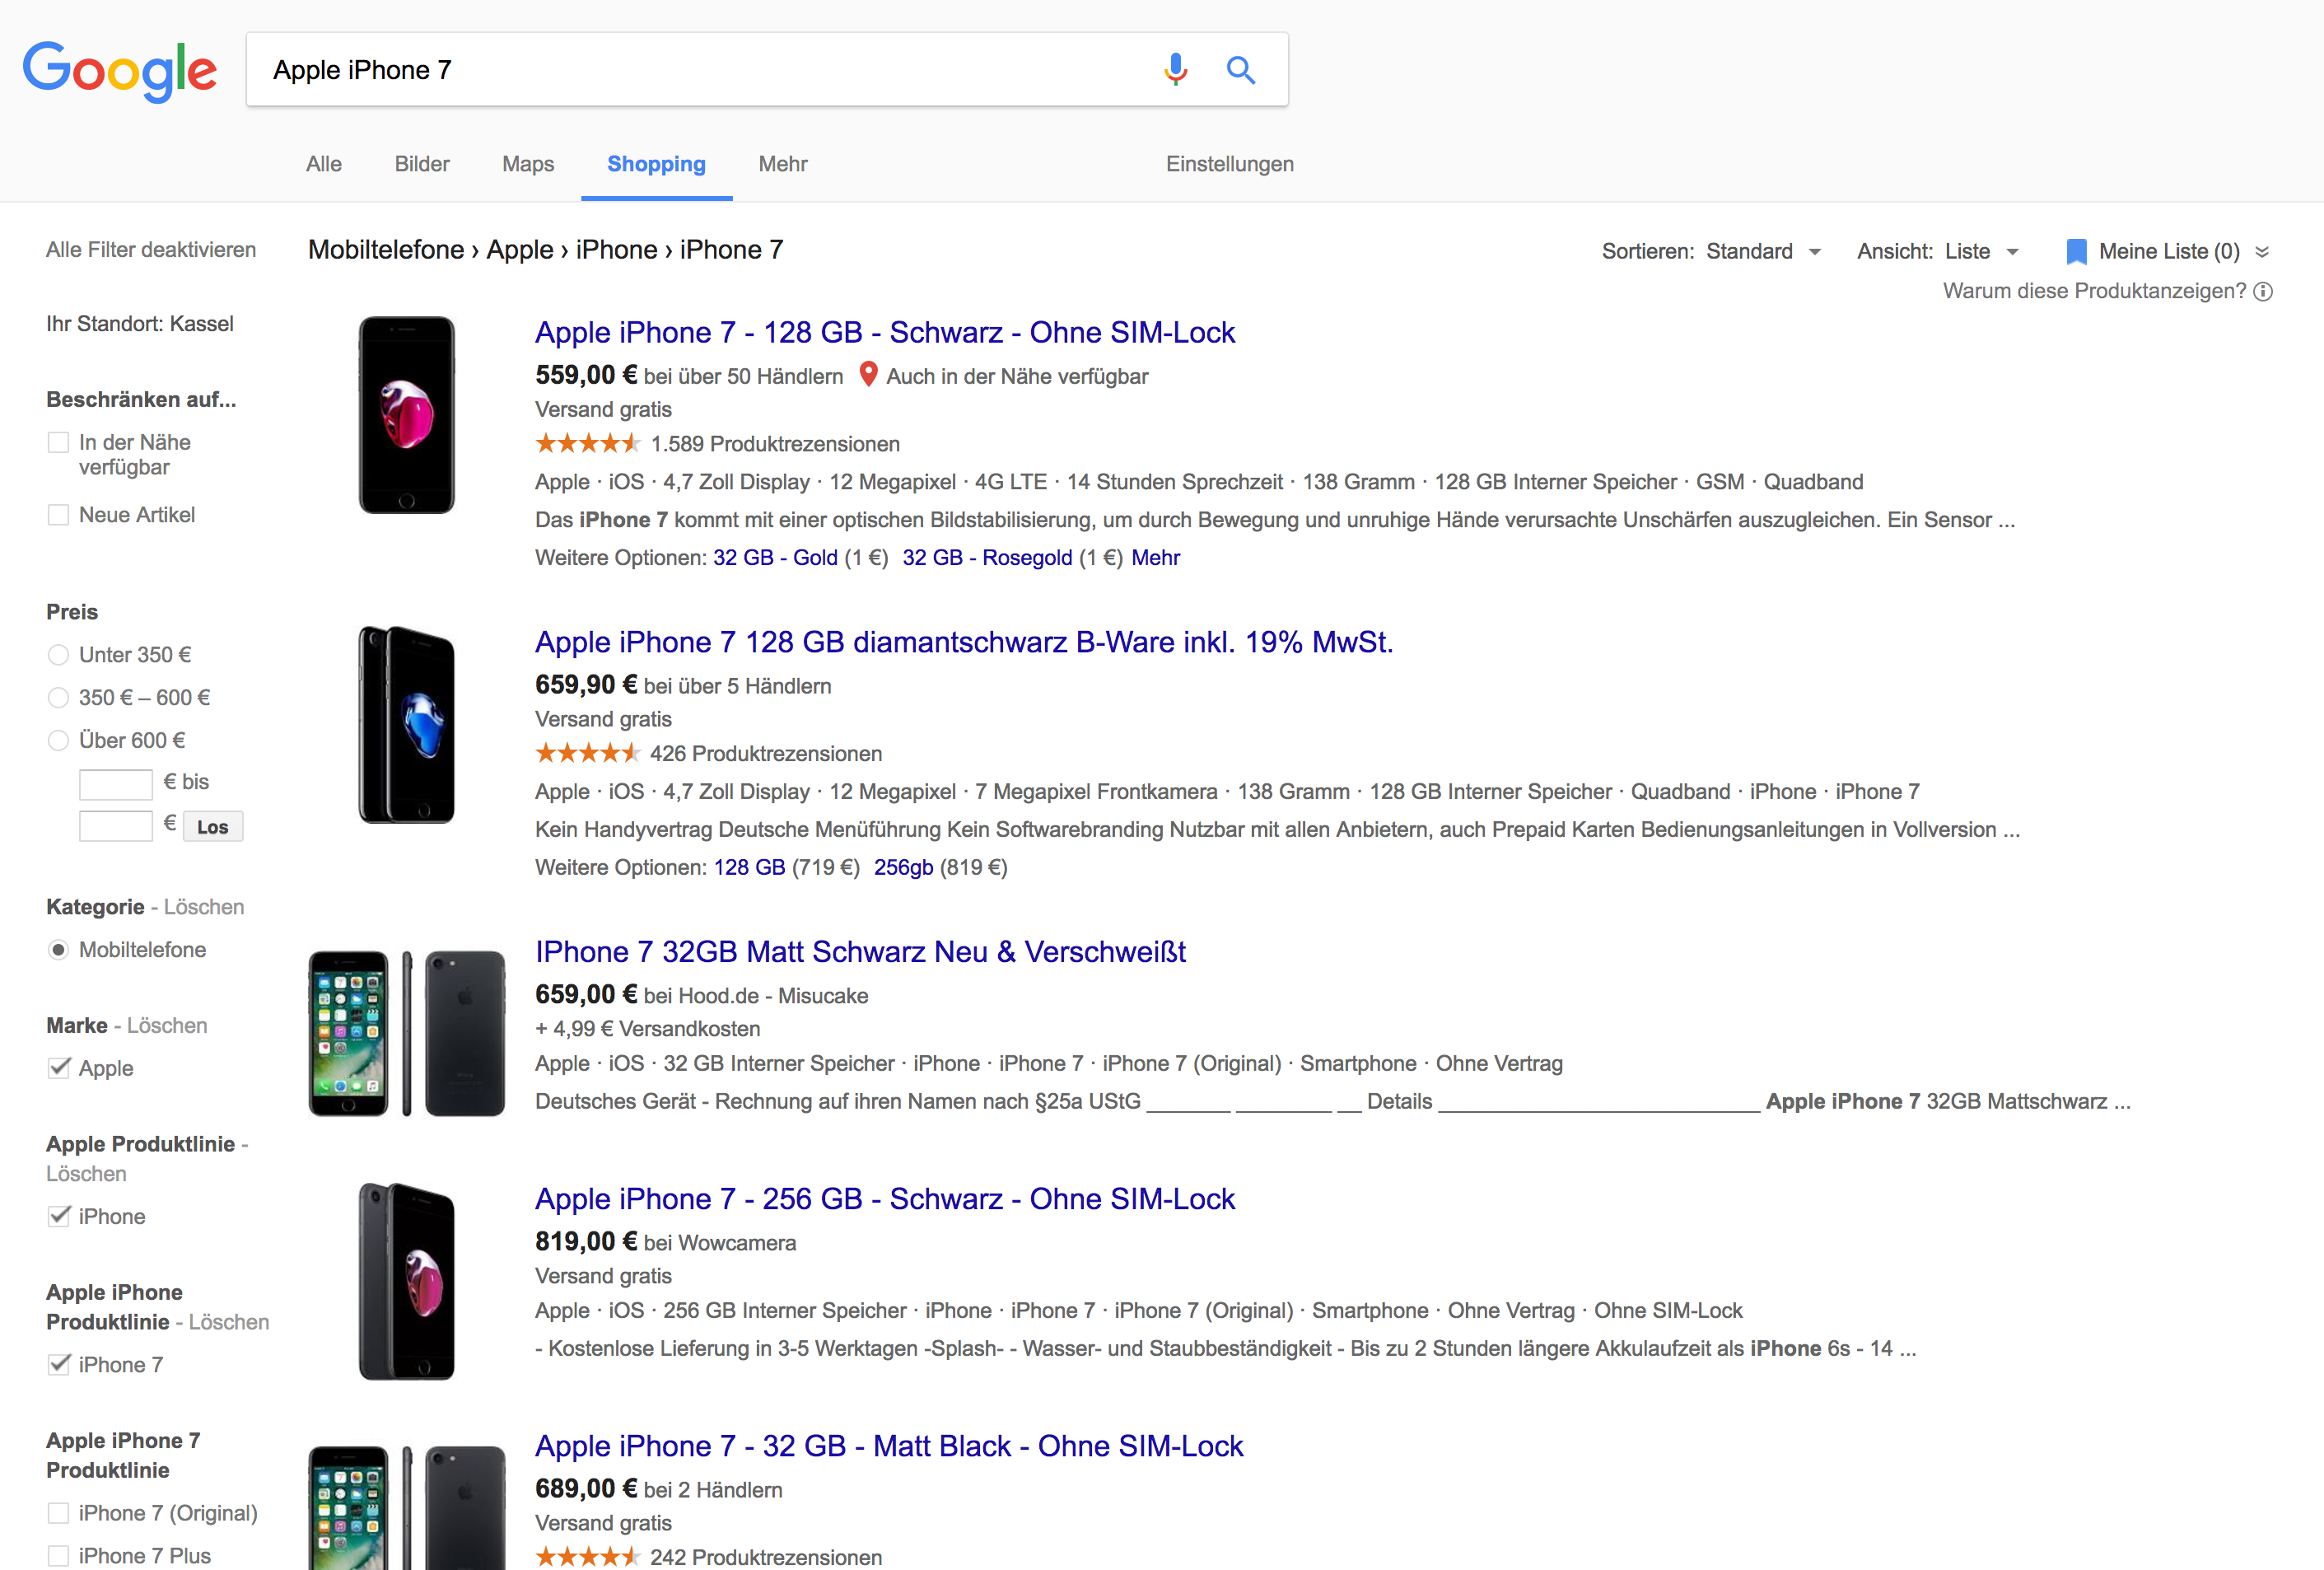 Google
Apple iPhone 7
Alle Bilder Maps Shopping Mehr Einstellungen
Alle Filter deaktivieren
Mobiltelefone › Apple › iPhone › iPhone 7
Sortieren: Standard Ansicht: Liste Meine Liste (0)
Warum diese Produktanzeigen?
Ihr Standort: Kassel
Beschränken auf...
In der Nähe
verfügbar
Neue Artikel
Preis
Unter 350 €
350 € – 600 €
Über 600 €
€ bis
€ Los
Kategorie - Löschen
Mobiltelefone
Marke - Löschen
Apple
Apple Produktlinie -
Löschen
iPhone
Apple iPhone
Produktlinie - Löschen
iPhone 7
Apple iPhone 7
Produktlinie
iPhone 7 (Original)
iPhone 7 Plus
Apple iPhone 7 - 128 GB - Schwarz - Ohne SIM-Lock
559,00 € bei über 50 Händlern Auch in der Nähe verfügbar
Versand gratis
1.589 Produktrezensionen
Apple · iOS · 4,7 Zoll Display · 12 Megapixel · 4G LTE · 14 Stunden Sprechzeit · 138 Gramm · 128 GB Interner Speicher · GSM · Quadband
Das iPhone 7 kommt mit einer optischen Bildstabilisierung, um durch Bewegung und unruhige Hände verursachte Unschärfen auszugleichen. Ein Sensor ...
Weitere Optionen: 32 GB - Gold (1 €) 32 GB - Rosegold (1 €) Mehr
Apple iPhone 7 128 GB diamantschwarz B-Ware inkl. 19% MwSt.
659,90 € bei über 5 Händlern
Versand gratis
426 Produktrezensionen
Apple · iOS · 4,7 Zoll Display · 12 Megapixel · 7 Megapixel Frontkamera · 138 Gramm · 128 GB Interner Speicher · Quadband · iPhone · iPhone 7
Kein Handyvertrag Deutsche Menüführung Kein Softwarebranding Nutzbar mit allen Anbietern, auch Prepaid Karten Bedienungsanleitungen in Vollversion ...
Weitere Optionen: 128 GB (719 €) 256gb (819 €)
IPhone 7 32GB Matt Schwarz Neu & Verschweißt
659,00 € bei Hood.de - Misucake
+ 4,99 € Versandkosten
Apple · iOS · 32 GB Interner Speicher · iPhone · iPhone 7 · iPhone 7 (Original) · Smartphone · Ohne Vertrag
Deutsches Gerät - Rechnung auf ihren Namen nach §25a UStG _______ ________ __ Details ___________________________ Apple iPhone 7 32GB Mattschwarz ...
Apple iPhone 7 - 256 GB - Schwarz - Ohne SIM-Lock
819,00 € bei Wowcamera
Versand gratis
Apple · iOS · 256 GB Interner Speicher · iPhone · iPhone 7 · iPhone 7 (Original) · Smartphone · Ohne Vertrag · Ohne SIM-Lock
- Kostenlose Lieferung in 3-5 Werktagen -Splash- - Wasser- und Staubbeständigkeit - Bis zu 2 Stunden längere Akkulaufzeit als iPhone 6s - 14 ...
Apple iPhone 7 - 32 GB - Matt Black - Ohne SIM-Lock
689,00 € bei 2 Händlern
Versand gratis
242 Produktrezensionen